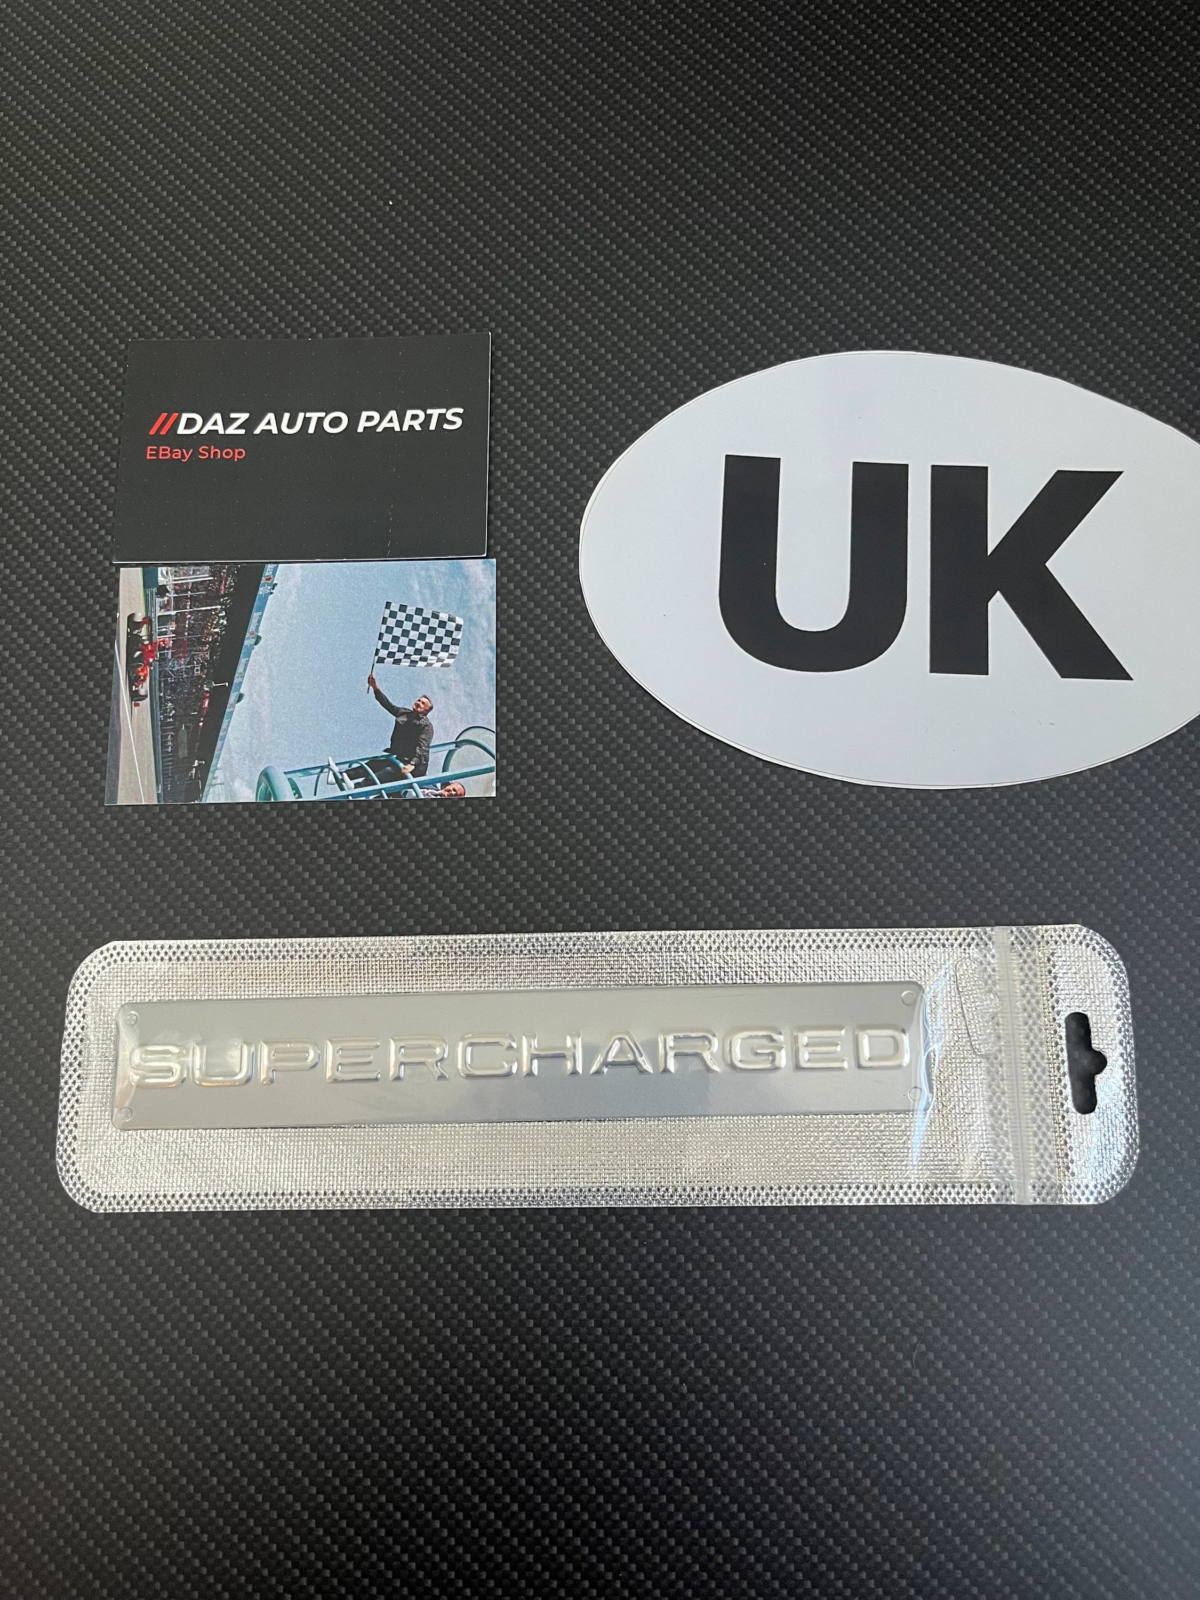 //DAZ AUTO PARTS
EBay Shop
UK
SUPERCHARGED